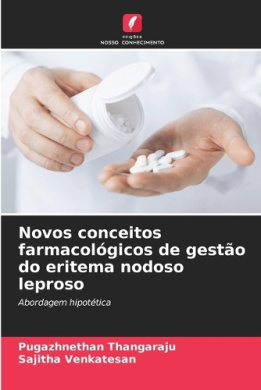 edições
NOSSO CONHECIMENTO
Novos conceitos
farmacológicos de gestão
do eritema nodoso
leproso
Abordagem hipotética
Pugazhnethan Thangaraju
Sajitha Venkatesan